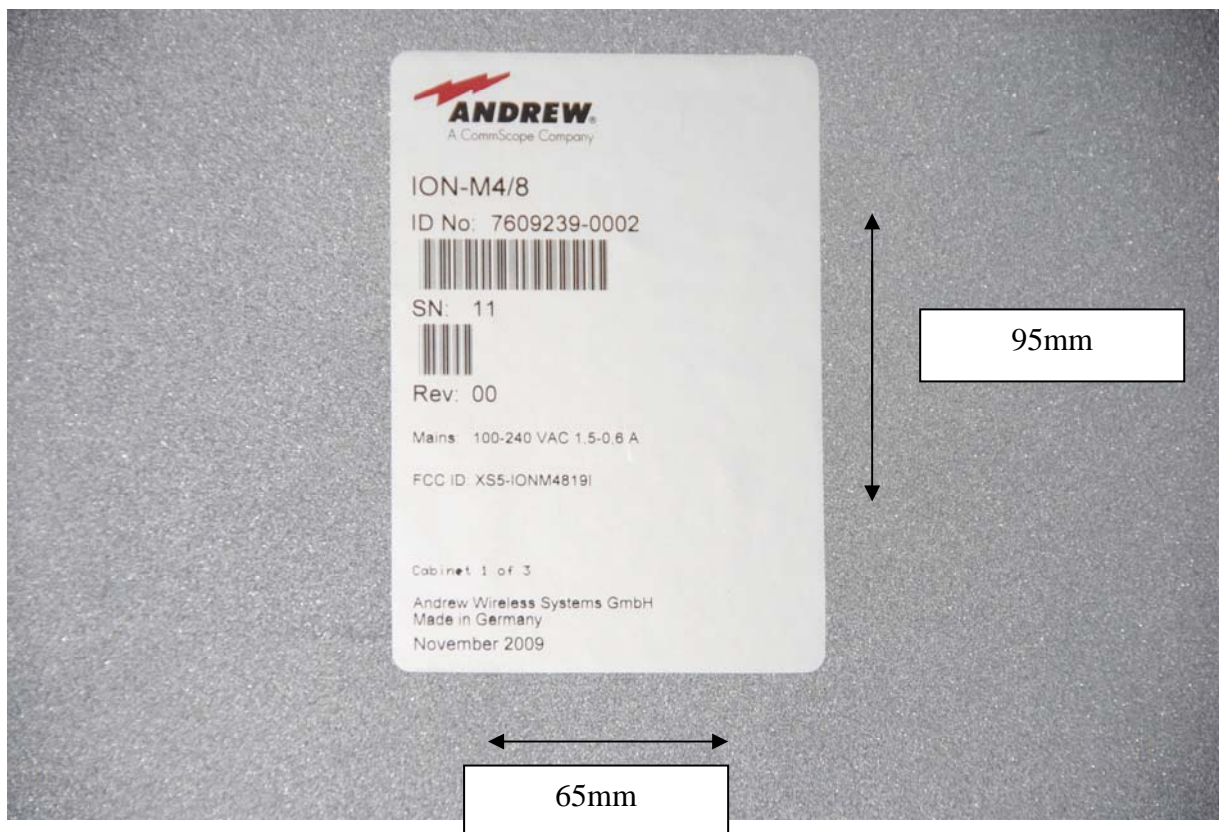 ANDREW.
A CommScope Company
ION-M4/8
ID No: 7609239-0002
SN: 11
Rev: 00
Mains: 100-240 VAC 1,5-0,6 A
FCC ID: XS5-IONM4819I
Cabinet 1 of 3
Andrew Wireless Systems GmbH
Made in Germany
November 2009
95mm
65mm